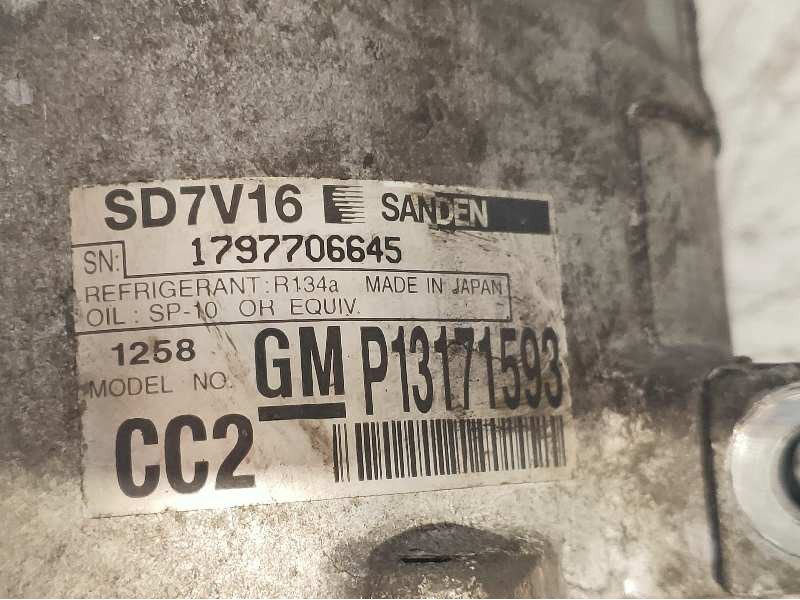 SD7V16 SANDEN
SN: 1797706645
REFRIGERANT: R134a MADE IN JAPAN
OIL : SP-10 OR EQUIV.
1258
MODEL NO. GM P13171593
CC2